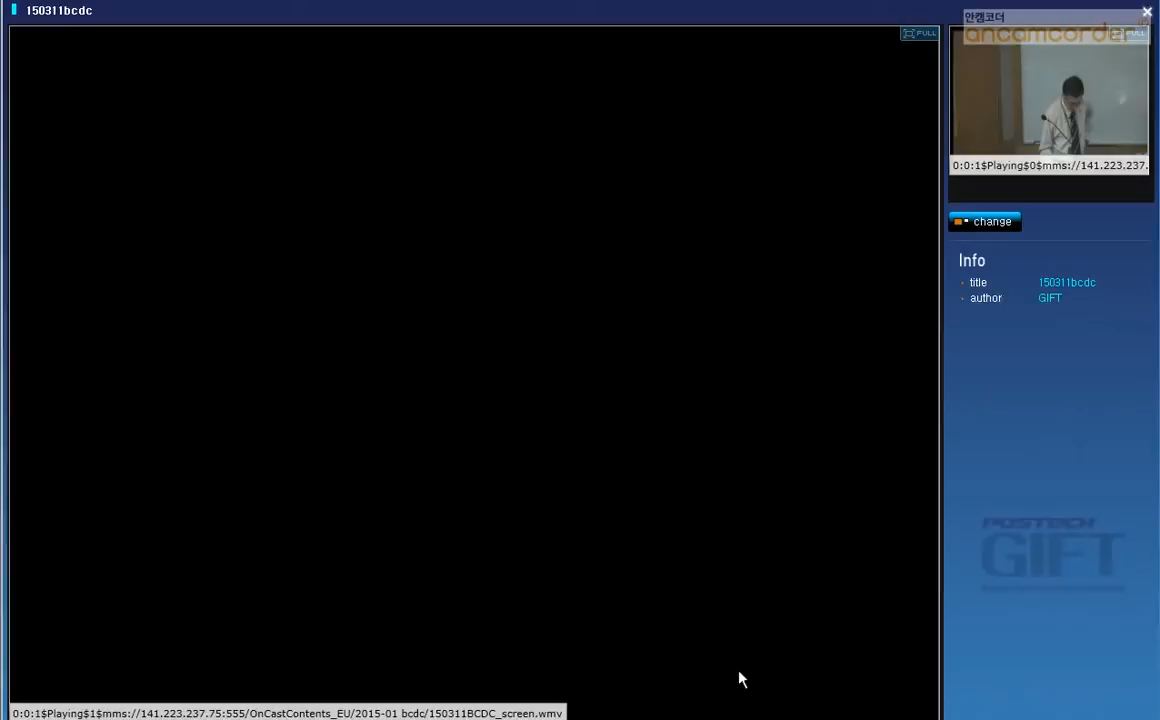 150311bcdc
FULL
안캠코더
ancamcorder
FULL
0:0:1$Playing$0$mms://141.223.237.
change
Info
title 150311bcdc
author GIFT
POSTECH
GIFT
0:0:1$Playing$1$mms://141.223.237.75:555/OnCastContents_EU/2015-01 bcdc/150311BCDC_screen.wmv